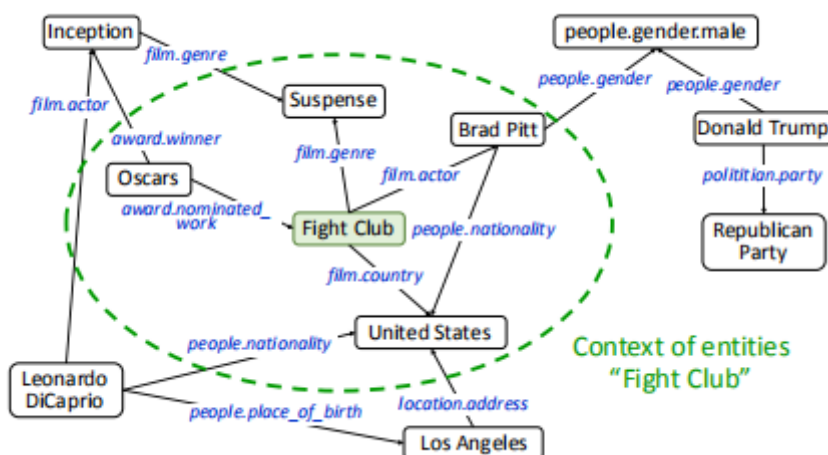 Inception
people.gender.male
film.genre
people.gender
people.gender
film.actor
Suspense
Brad Pitt
Donald Trump
award.winner
film.genre
Oscars
film.actor
polititian.party
award.nominated_
work
Fight Club
people.nationality
Republican
Party
film.country
United States
people.nationality
Context of entities
“Fight Club”
Leonardo
DiCaprio
people.place_of_birth
location.address
Los Angeles